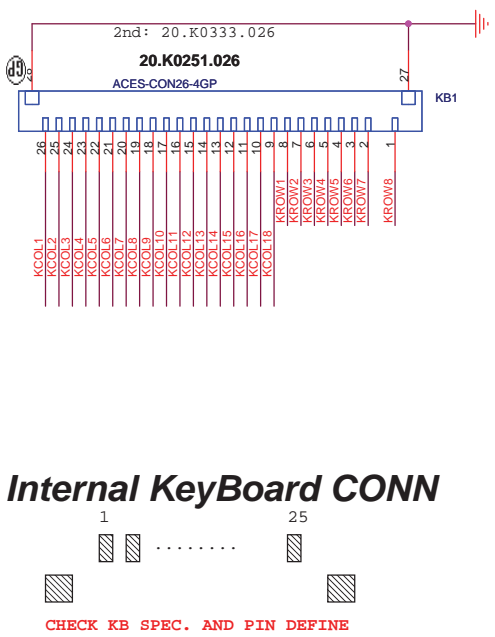 2nd: 20.K0333.026
20.K0251.026
ACES-CON26-4GP
GP
28
27
KB1
26
25
24
23
22
21
20
19
18
17
16
15
14
13
12
11
10
9
8
7
6
5
4
3
2
1
KCOL1
KCOL2
KCOL3
KCOL4
KCOL5
KCOL6
KCOL7
KCOL8
KCOL9
KCOL10
KCOL11
KCOL12
KCOL13
KCOL14
KCOL15
KCOL16
KCOL17
KCOL18
KROW1
KROW2
KROW3
KROW4
KROW5
KROW6
KROW7
KROW8
Internal KeyBoard CONN
1 25
........
CHECK KB SPEC. AND PIN DEFINE